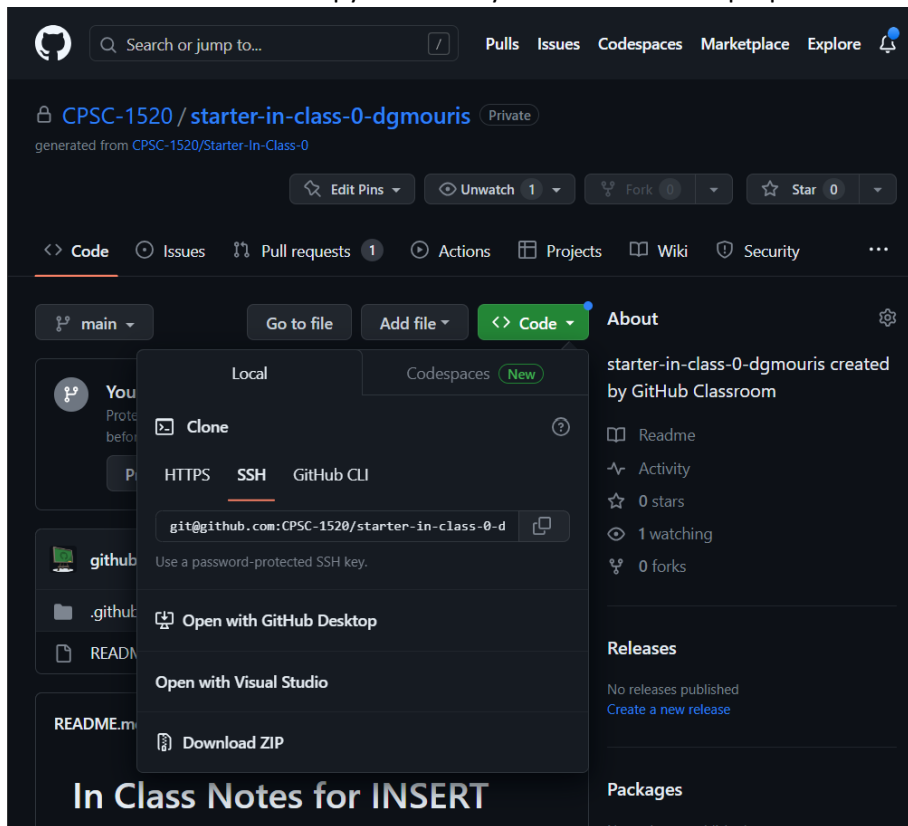 Search or jump to... / Pulls Issues Codespaces Marketplace Explore
CPSC-1520 / starter-in-class-0-dgmouris Private
generated from CPSC-1520/Starter-In-Class-0
Edit Pins Unwatch 1 Fork 0 Star 0
<> Code Issues Pull requests 1 Actions Projects Wiki Security ...
main Go to file Add file <> Code
Local Codespaces New
Clone
HTTPS SSH GitHub CLI
git@github.com:CPSC-1520/starter-in-class-0-d
Use a password-protected SSH key.
Open with GitHub Desktop
Open with Visual Studio
Download ZIP
You
Prote
befor
github
.github
README.m
In Class Notes for INSERT
About
starter-in-class-0-dgmouris created
by GitHub Classroom
Readme
Activity
0 stars
1 watching
0 forks
Releases
No releases published
Create a new release
Packages